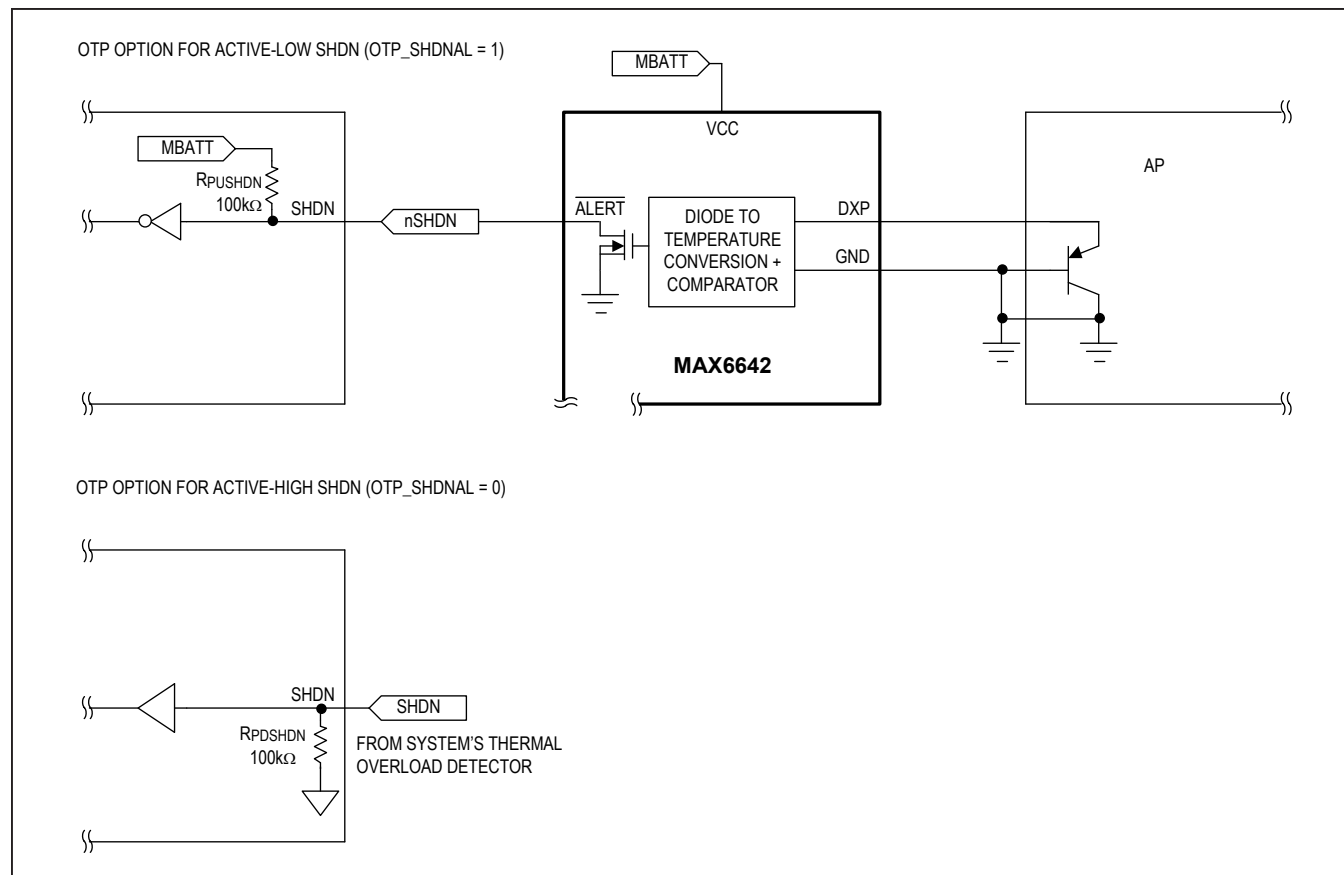 OTP OPTION FOR ACTIVE-LOW SHDN (OTP_SHDNAL = 1)
MBATT
RPUSHDN
100kΩ
SHDN
nSHDN
MBATT
VCC
ALERT
DIODE TO
TEMPERATURE
CONVERSION +
COMPARATOR
DXP
GND
MAX6642
AP
OTP OPTION FOR ACTIVE-HIGH SHDN (OTP_SHDNAL = 0)
SHDN
RPDSHDN
100kΩ
SHDN
FROM SYSTEM'S THERMAL
OVERLOAD DETECTOR